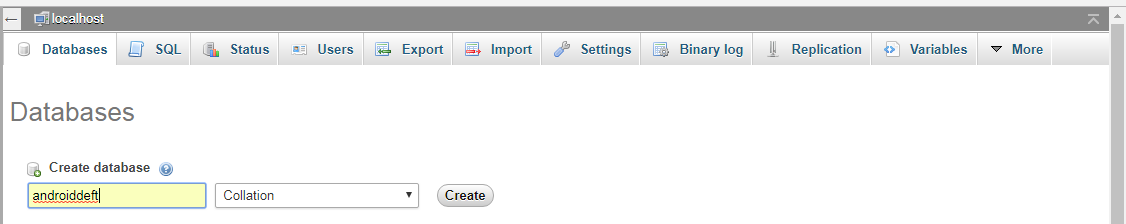 localhost
Databases SQL Status Users Export Import Settings Binary log Replication Variables More
Databases
Create database
androiddeft Collation Create